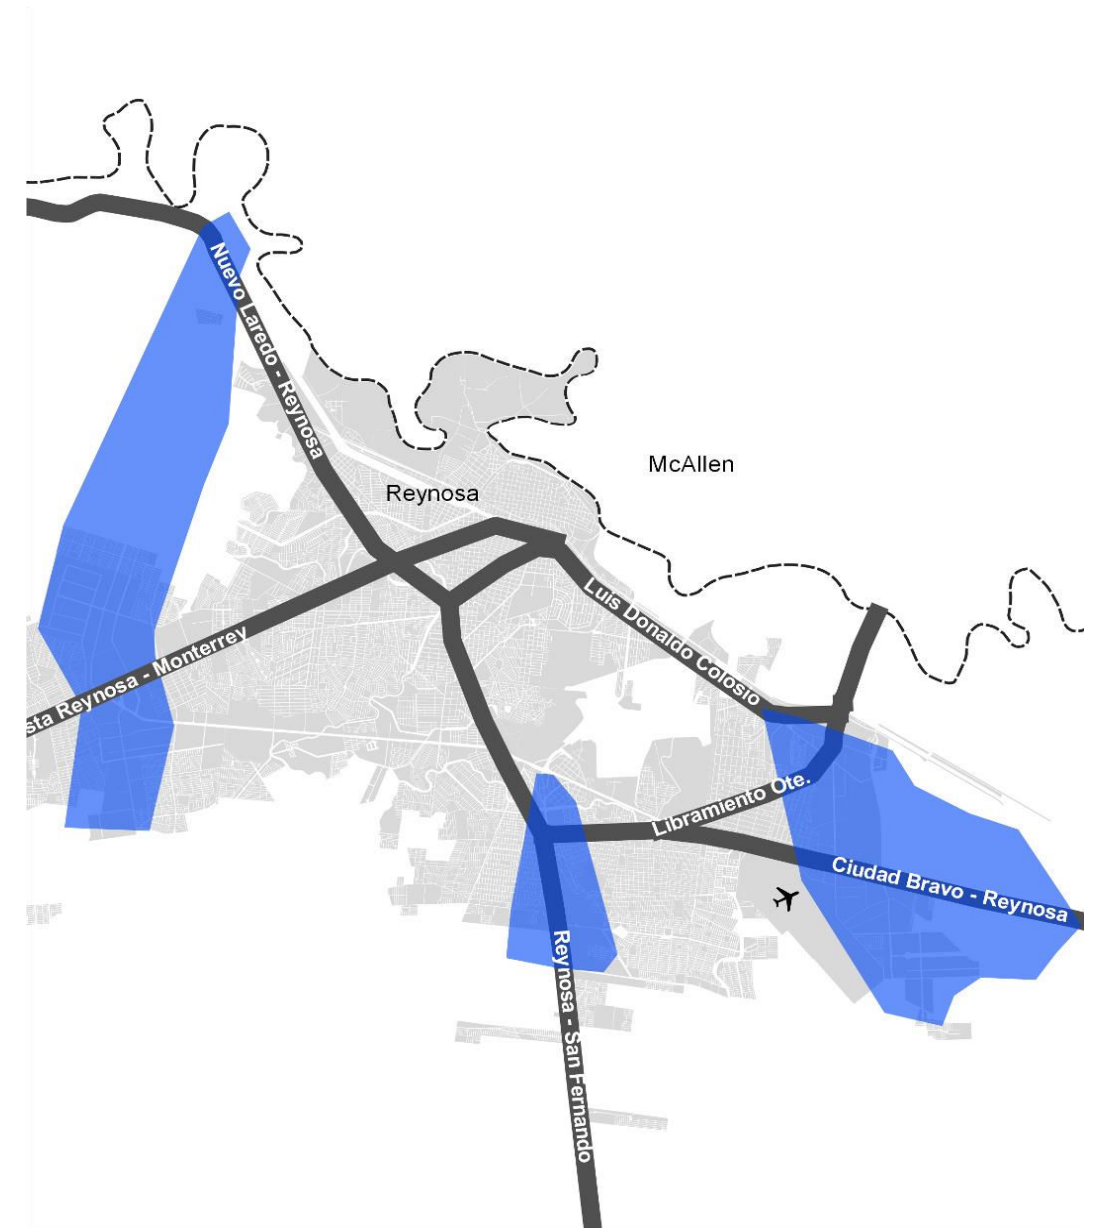 Nuevo Laredo - Reynosa
McAllen
Reynosa
Luis Donaldo Colosio
sta Reynosa - Monterrey
Libramiento Ote.
Ciudad Bravo - Reynosa
Reynosa - San Fernando